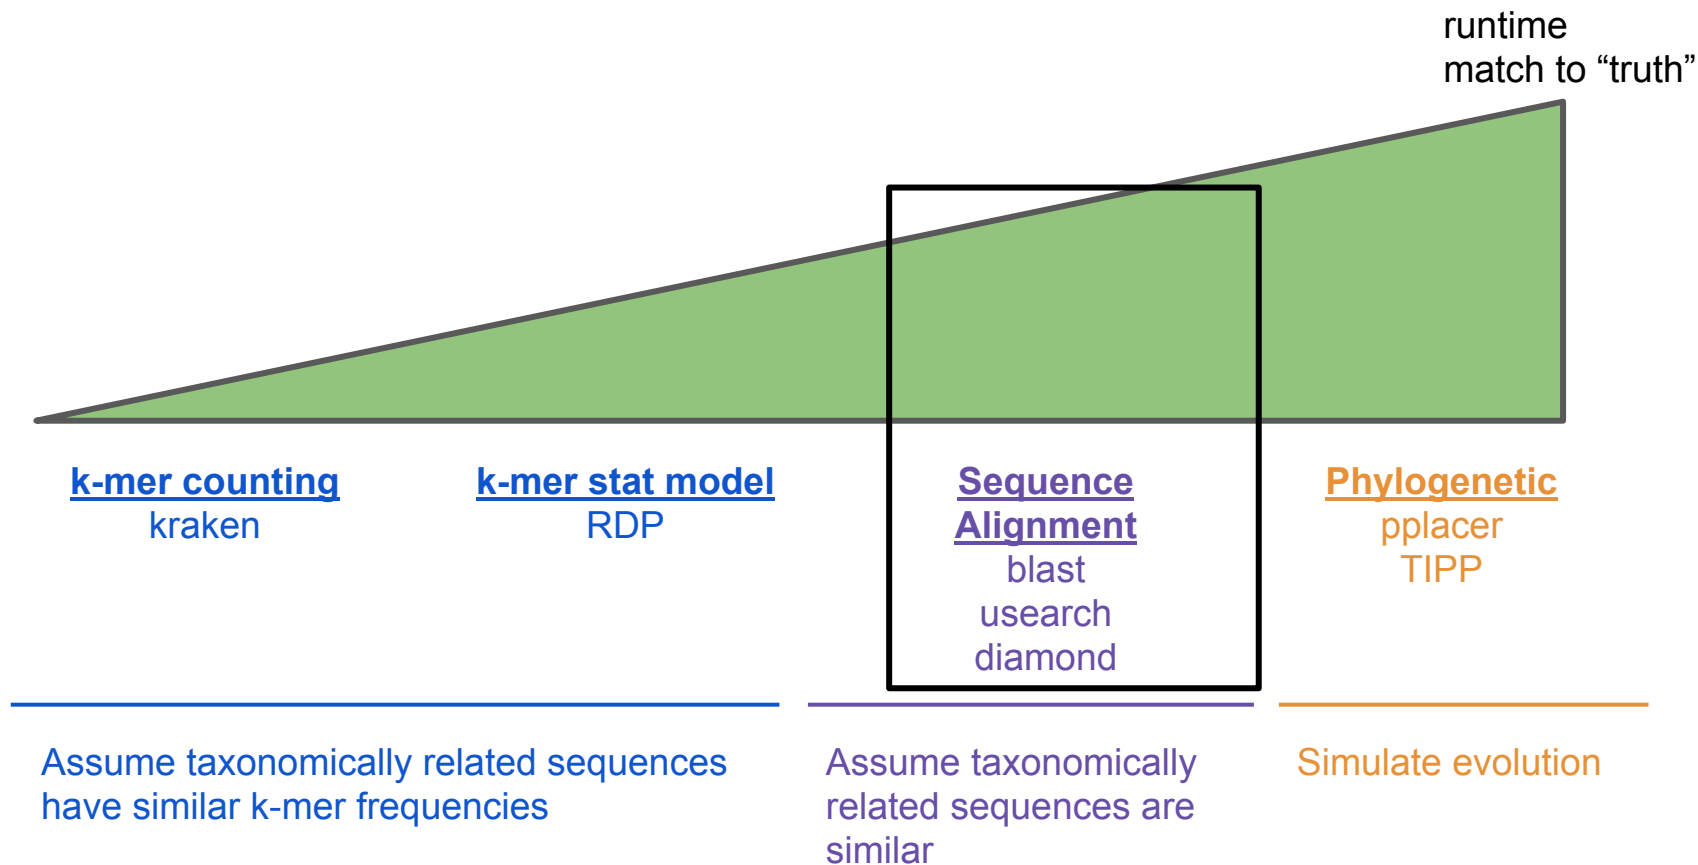 runtime
match to “truth”
k-mer counting
kraken
k-mer stat model
RDP
Sequence
Alignment
blast
usearch
diamond
Phylogenetic
pplacer
TIPP
Assume taxonomically related sequences
have similar k-mer frequencies
Assume taxonomically
related sequences are
similar
Simulate evolution